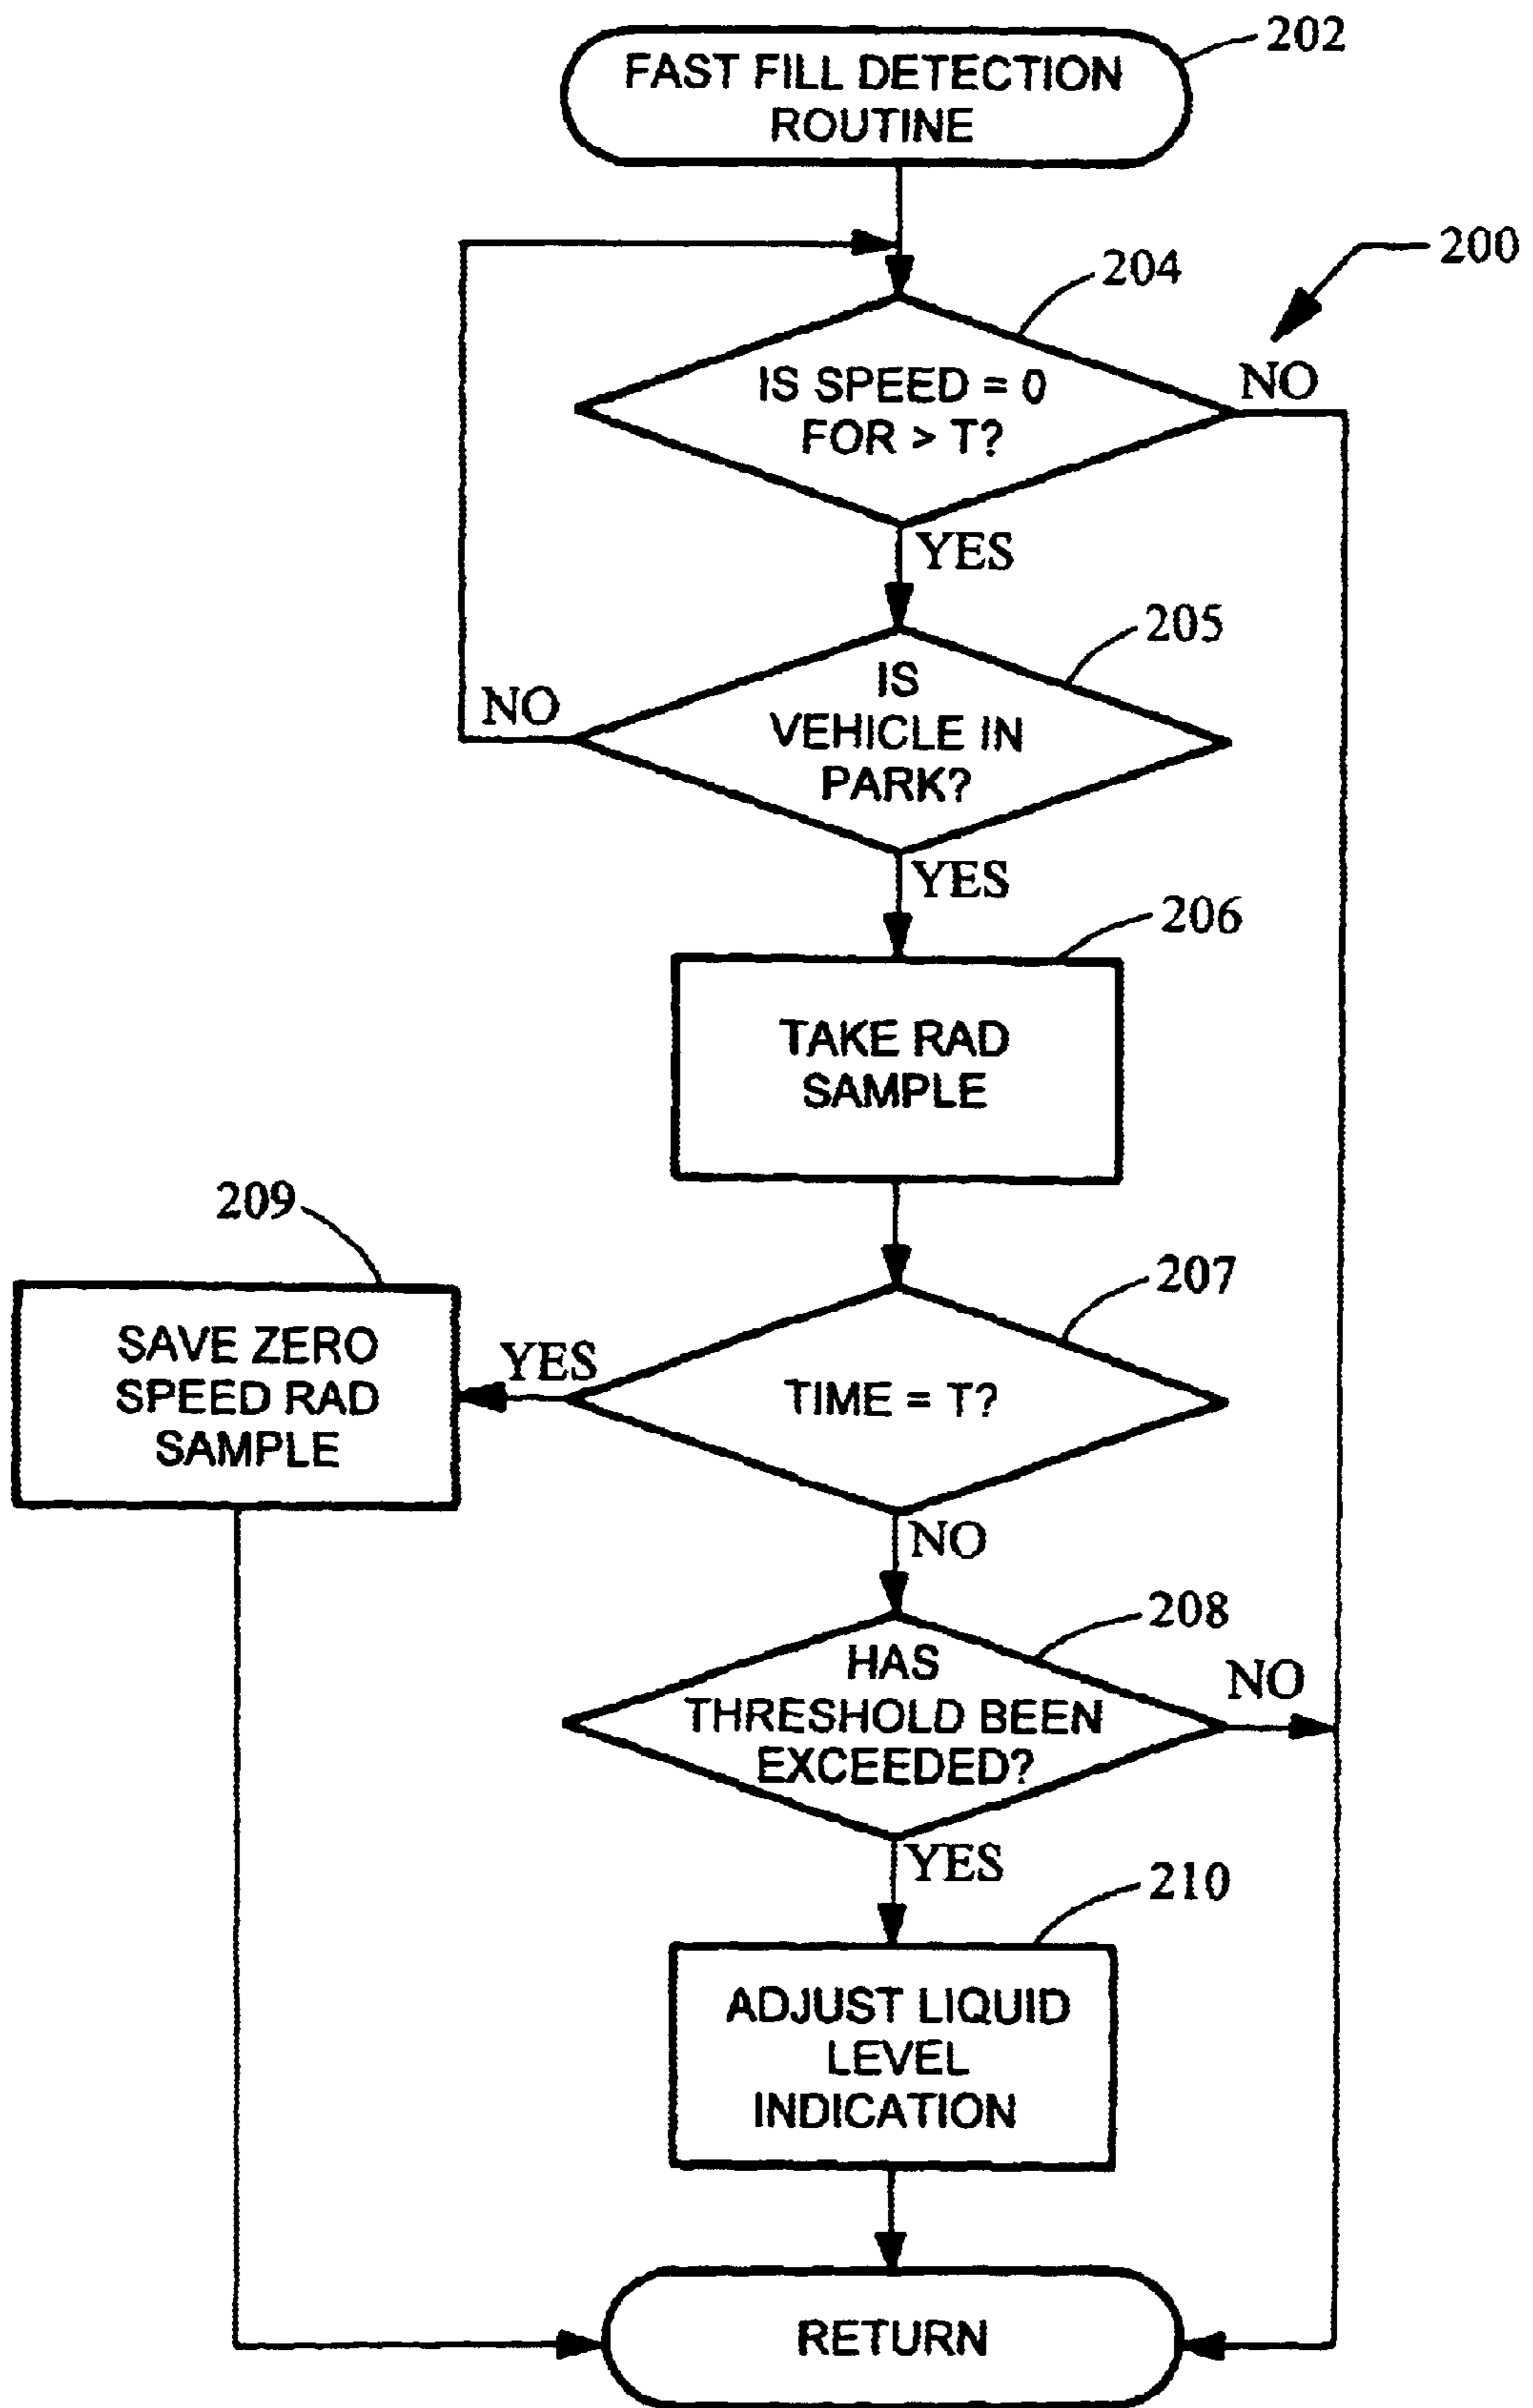 202
FAST FILL DETECTION
ROUTINE
200
204
NO
IS SPEED = 0
FOR > T?
YES
205
IS
VEHICLE IN
PARK?
NO
YES
206
TAKE RAD
SAMPLE
209
207
SAVE ZERO
SPEED RAD
SAMPLE
YES
TIME = T?
NO
208
HAS
THRESHOLD BEEN
EXCEEDED?
NO
YES
210
ADJUST LIQUID
LEVEL
INDICATION
RETURN